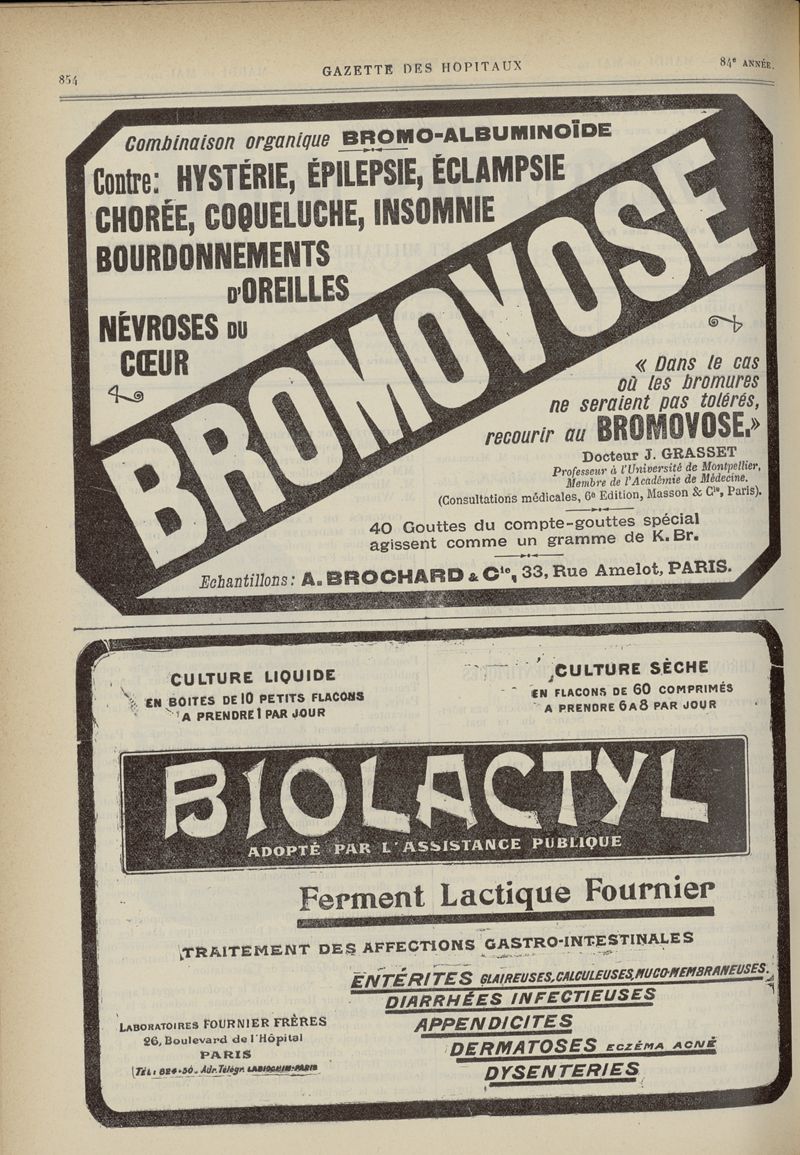 854
GAZETTE DES HOPITAUX
84e ANNÉE.
Combinaison organique BROMO-ALBUMINOÏDE
Contre: HYSTÉRIE, ÉPILEPSIE, ÉCLAMPSIE
CHORÉE, COQUELUCHE, INSOMNIE
BOURDONNEMENTS
D'OREILLES
NÉVROSES DU
CŒUR
BROMOVOSE
« Dans le cas
où les bromures
ne seraient pas tolérés,
recourir au BROMOVOSE.»
Docteur J. GRASSET
Professeur à l'Université de Montpellier,
Membre de l'Académie de Médecine.
(Consultations médicales, 6e Edition, Masson & Cie, Paris).
40 Gouttes du compte-gouttes spécial
agissent comme un gramme de K.Br.
Echantillons: A. BROCHARD & Cie, 33, Rue Amelot, PARIS.
CULTURE LIQUIDE
EN BOITES DE 10 PETITS FLACONS
A PRENDRE 1 PAR JOUR
CULTURE SÈCHE
EN FLACONS DE 60 COMPRIMÉS
A PRENDRE 6 A 8 PAR JOUR
BIOLACTYL
ADOPTÉ PAR L'ASSISTANCE PUBLIQUE
Ferment Lactique Fournier
TRAITEMENT DES AFFECTIONS GASTRO-INTESTINALES
ENTÉRITES GLAIREUSES, CALCULEUSES, MUCO-MEMBRANEUSES.
DIARRHÉES INFECTIEUSES
APPENDICITES
DERMATOSES ECZÉMA ACNÉ
DYSENTERIES
LABORATOIRES FOURNIER FRÈRES
26, Boulevard de l'Hôpital
PARIS
TÉL: 824-36. Adr. Télégr.